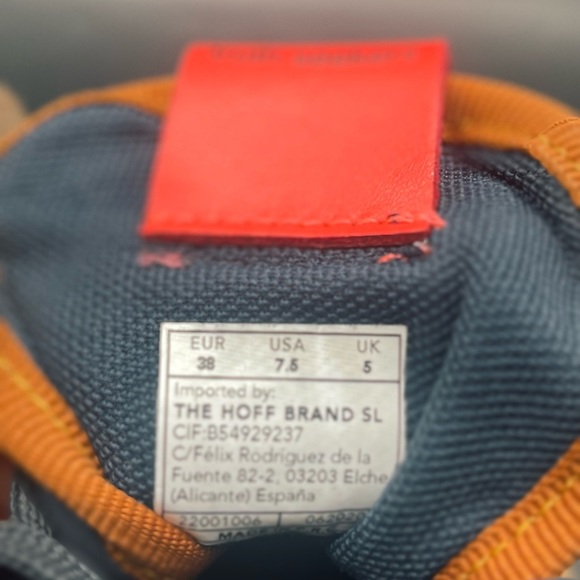 EUR USA UK
38 7.5 5
Imported by:
THE HOFF BRAND SL
CIF:B54929237
C/Félix Rodríguez de la
Fuente 82-2, 03203 Elche
(Alicante) España
22001006